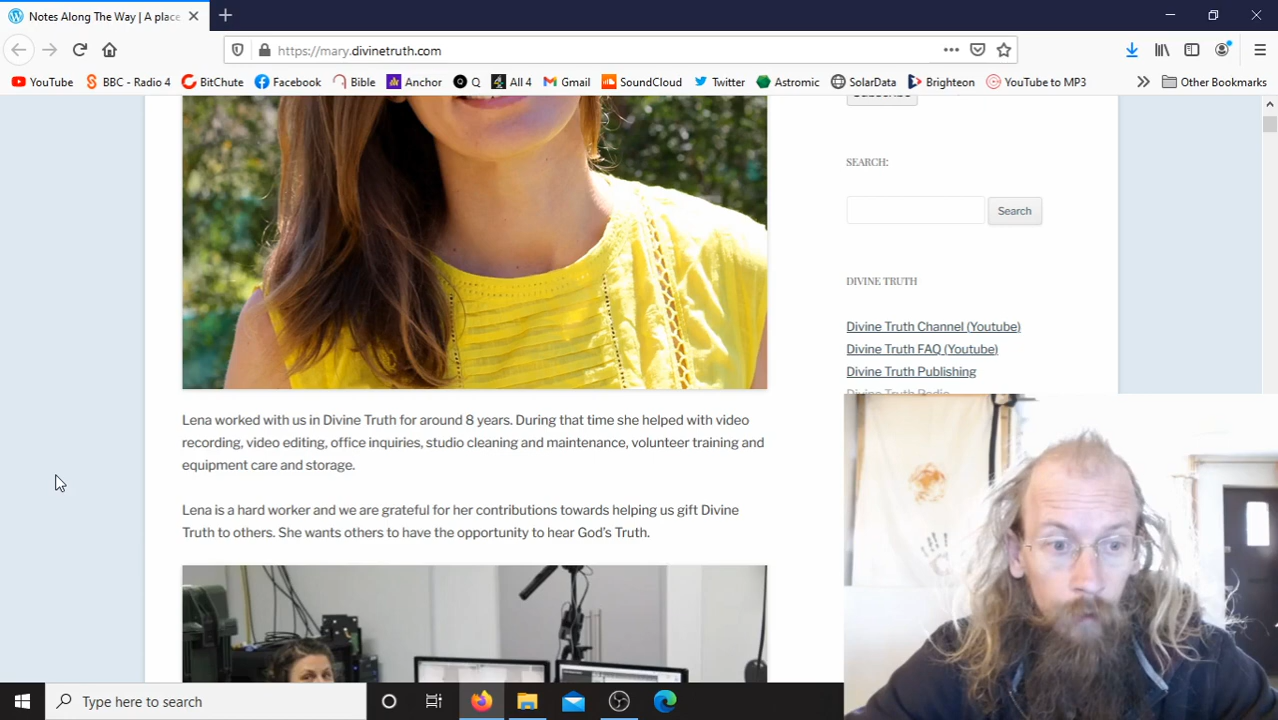 Notes Along The Way | A place
https://mary.divinetruth.com
YouTube BBC - Radio 4 BitChute Facebook Bible Anchor Q All 4 Gmail SoundCloud Twitter Astromic SolarData Brighteon YouTube to MP3 Other Bookmarks
Subscribe
SEARCH:
Search
DIVINE TRUTH
Divine Truth Channel (Youtube)
Divine Truth FAQ (Youtube)
Divine Truth Publishing
Divine Truth Radio
Lena worked with us in Divine Truth for around 8 years. During that time she helped with video
recording, video editing, office inquiries, studio cleaning and maintenance, volunteer training and
equipment care and storage.
Lena is a hard worker and we are grateful for her contributions towards helping us gift Divine
Truth to others. She wants others to have the opportunity to hear God's Truth.
Type here to search